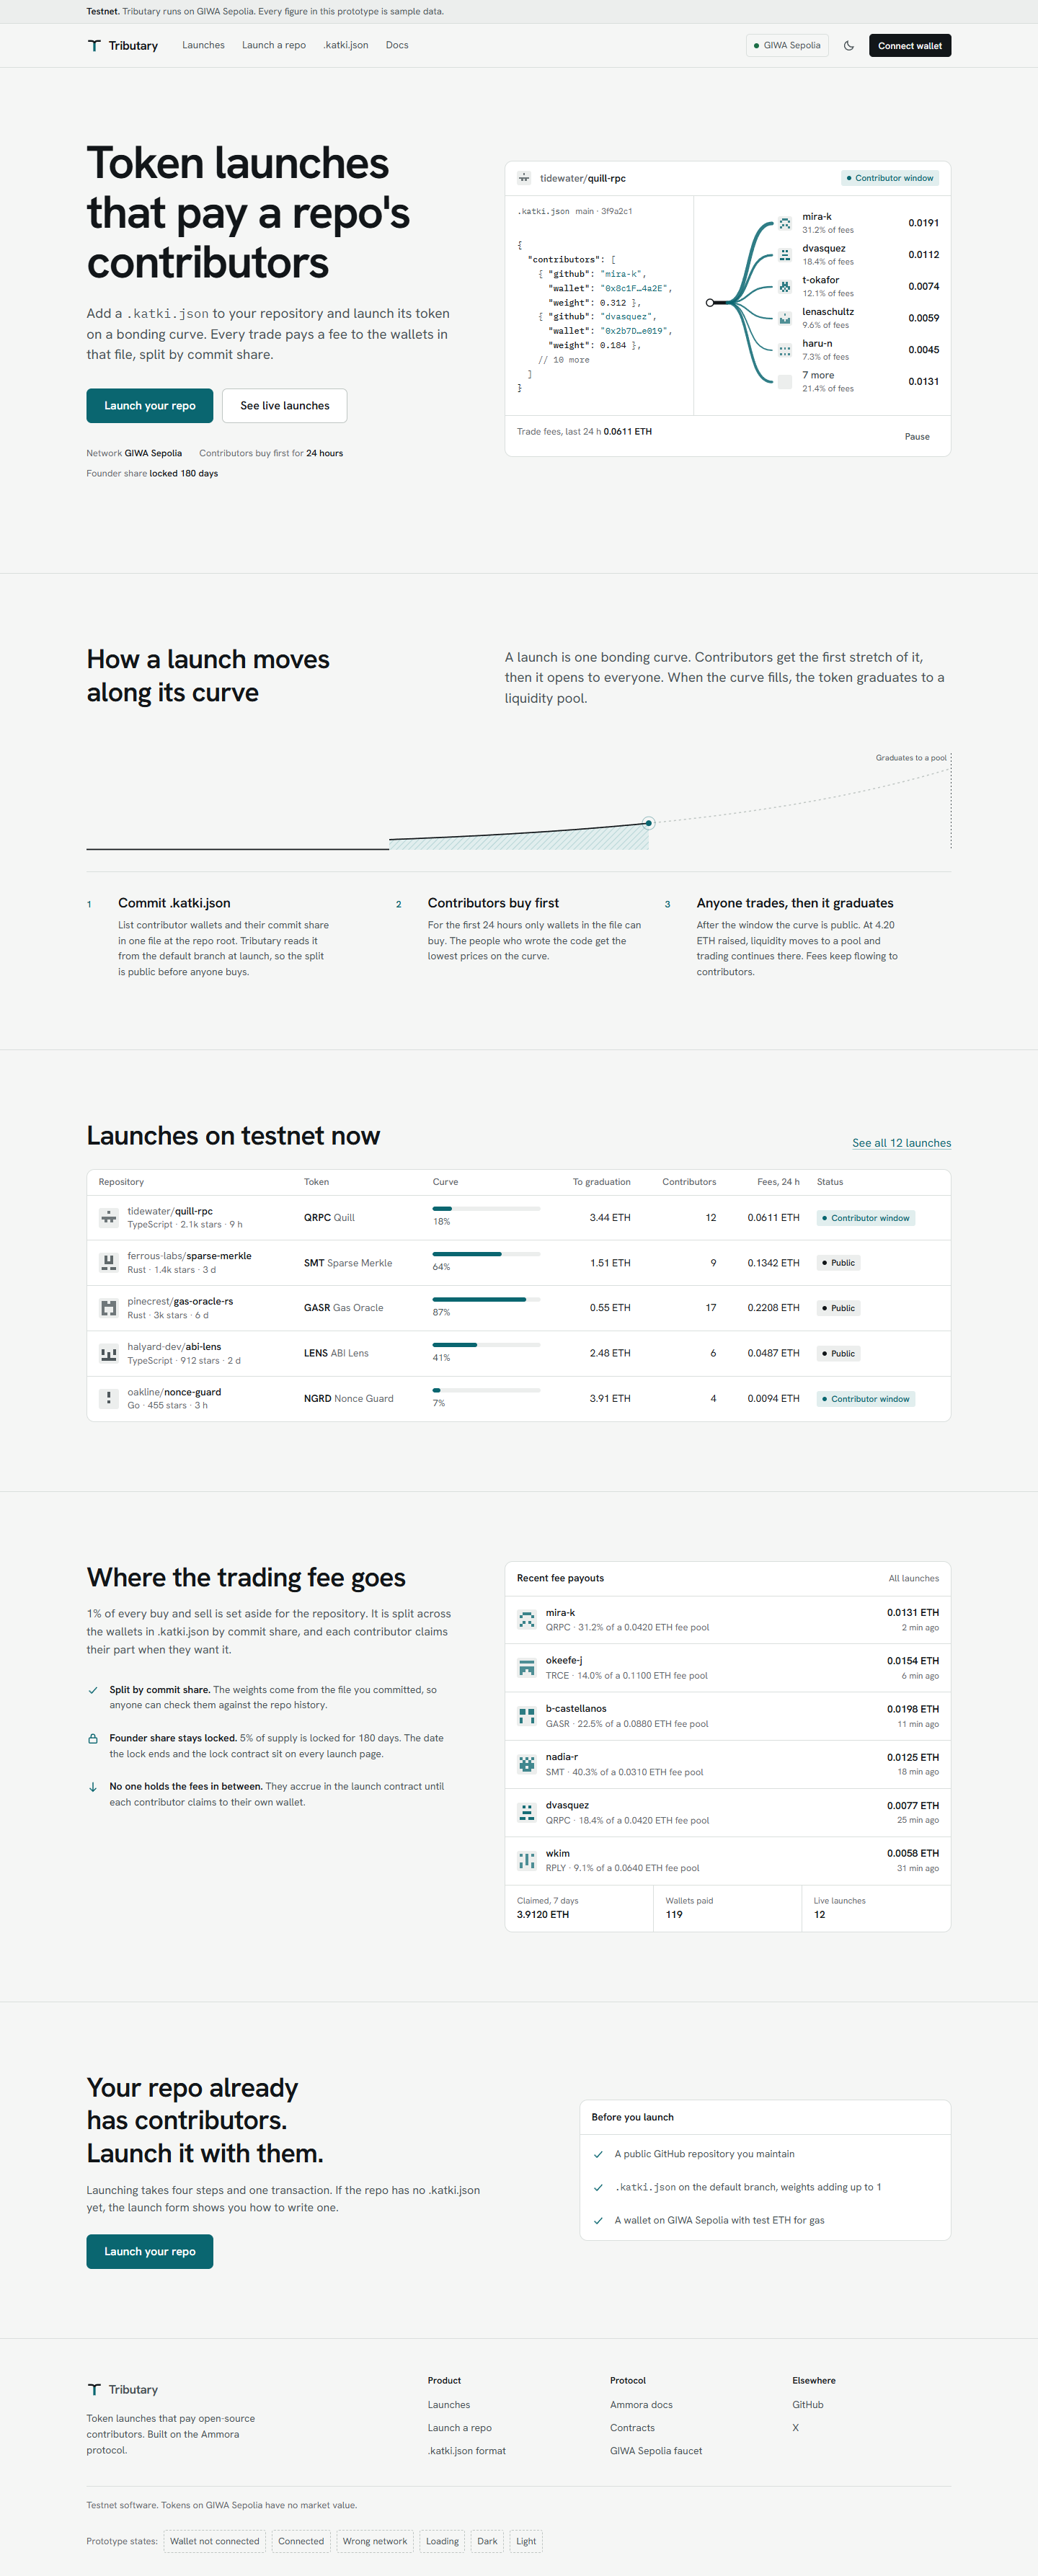 Testnet. Tributary runs on GIWA Sepolia. Every figure in this prototype is sample data.
Tributary
Launches
Launch a repo
.katki.json
Docs
GIWA Sepolia
Connect wallet
Token launches
that pay a repo's
contributors
Add a .katki.json to your repository and launch its token
on a bonding curve. Every trade pays a fee to the wallets in
that file, split by commit share.
Launch your repo
See live launches
Network GIWA Sepolia
Contributors buy first for 24 hours
Founder share locked 180 days
tidewater/quill-rpc
Contributor window
.katki.json main · 3f9a2c1
{
"contributors": [
{ "github": "mira-k",
"wallet": "0x8c1F…4a2E",
"weight": 0.312 },
{ "github": "dvasquez",
"wallet": "0x2b7D…e019",
"weight": 0.184 },
// 10 more
]
}
mira-k
31.2% of fees
0.0191
dvasquez
18.4% of fees
0.0112
t-okafor
12.1% of fees
0.0074
lenaschultz
9.6% of fees
0.0059
haru-n
7.3% of fees
0.0045
7 more
21.4% of fees
0.0131
Trade fees, last 24 h 0.0611 ETH
Pause
How a launch moves
along its curve
A launch is one bonding curve. Contributors get the first stretch of it,
then it opens to everyone. When the curve fills, the token graduates to a
liquidity pool.
Graduates to a pool
1
Commit .katki.json
List contributor wallets and their commit share
in one file at the repo root. Tributary reads it
from the default branch at launch, so the split
is public before anyone buys.
2
Contributors buy first
For the first 24 hours only wallets in the file can
buy. The people who wrote the code get the
lowest prices on the curve.
3
Anyone trades, then it graduates
After the window the curve is public. At 4.20
ETH raised, liquidity moves to a pool and
trading continues there. Fees keep flowing to
contributors.
Launches on testnet now
See all 12 launches
Repository
Token
Curve
To graduation
Contributors
Fees, 24 h
Status
tidewater/quill-rpc
TypeScript · 2.1k stars · 9 h
QRPC Quill
18%
3.44 ETH
12
0.0611 ETH
Contributor window
ferrous-labs/sparse-merkle
Rust · 1.4k stars · 3 d
SMT Sparse Merkle
64%
1.51 ETH
9
0.1342 ETH
Public
pinecrest/gas-oracle-rs
Rust · 3k stars · 6 d
GASR Gas Oracle
87%
0.55 ETH
17
0.2208 ETH
Public
halyard-dev/abi-lens
TypeScript · 912 stars · 2 d
LENS ABI Lens
41%
2.48 ETH
6
0.0487 ETH
Public
oakline/nonce-guard
Go · 455 stars · 3 h
NGRD Nonce Guard
7%
3.91 ETH
4
0.0094 ETH
Contributor window
Where the trading fee goes
1% of every buy and sell is set aside for the repository. It is split across
the wallets in .katki.json by commit share, and each contributor claims
their part when they want it.
Split by commit share. The weights come from the file you committed, so
anyone can check them against the repo history.
Founder share stays locked. 5% of supply is locked for 180 days. The date
the lock ends and the lock contract sit on every launch page.
No one holds the fees in between. They accrue in the launch contract until
each contributor claims to their own wallet.
Recent fee payouts
All launches
mira-k
QRPC · 31.2% of a 0.0420 ETH fee pool
0.0131 ETH
2 min ago
okeefe-j
TRCE · 14.0% of a 0.1100 ETH fee pool
0.0154 ETH
6 min ago
b-castellanos
GASR · 22.5% of a 0.0880 ETH fee pool
0.0198 ETH
11 min ago
nadia-r
SMT · 40.3% of a 0.0310 ETH fee pool
0.0125 ETH
18 min ago
dvasquez
QRPC · 18.4% of a 0.0420 ETH fee pool
0.0077 ETH
25 min ago
wkim
RPLY · 9.1% of a 0.0640 ETH fee pool
0.0058 ETH
31 min ago
Claimed, 7 days
3.9120 ETH
Wallets paid
119
Live launches
12
Your repo already
has contributors.
Launch it with them.
Launching takes four steps and one transaction. If the repo has no .katki.json
yet, the launch form shows you how to write one.
Launch your repo
Before you launch
A public GitHub repository you maintain
.katki.json on the default branch, weights adding up to 1
A wallet on GIWA Sepolia with test ETH for gas
Tributary
Token launches that pay open-source
contributors. Built on the Ammora
protocol.
Product
Launches
Launch a repo
.katki.json format
Protocol
Ammora docs
Contracts
GIWA Sepolia faucet
Elsewhere
GitHub
X
Testnet software. Tokens on GIWA Sepolia have no market value.
Prototype states:
Wallet not connected
Connected
Wrong network
Loading
Dark
Light